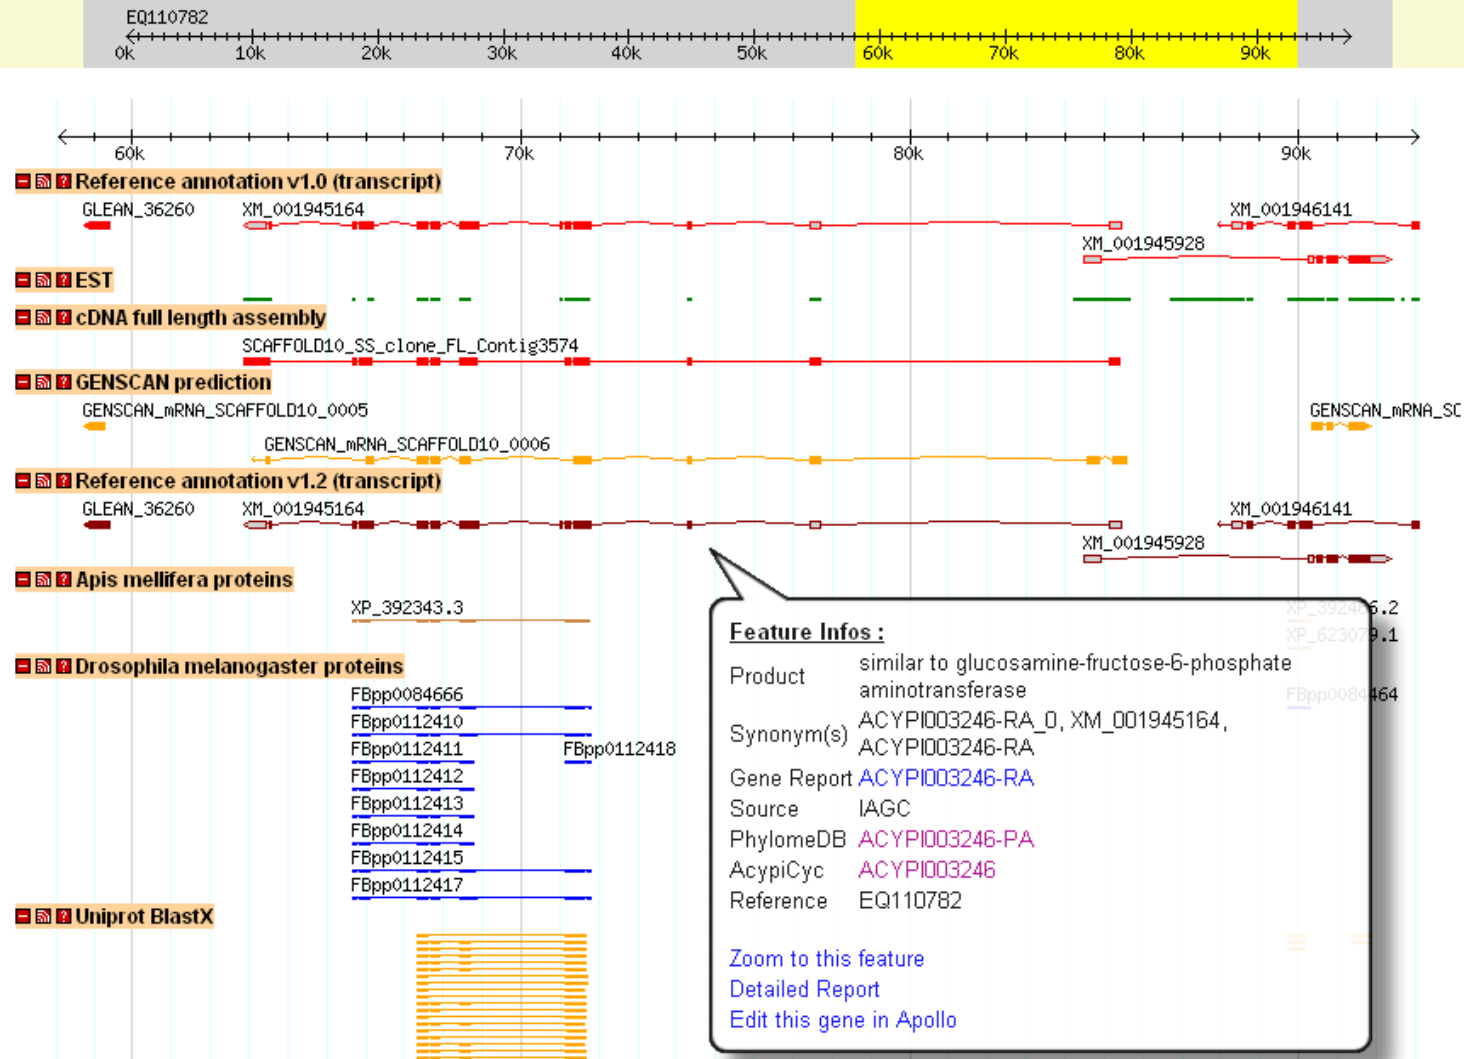 EQ110782
0k 10k 20k 30k 40k 50k 60k 70k 80k 90k
60k 70k 80k 90k
Reference annotation v1.0 (transcript)
GLEAN_36260 XM_001945164 XM_001946141
XM_001945928
EST
cDNA full length assembly
SCAFFOLD10_SS_clone_FL_Contig3574
GENSCAN prediction
GENSCAN_mRNA_SCAFFOLD10_0005 GENSCAN_mRNA_SC
GENSCAN_mRNA_SCAFFOLD10_0006
Reference annotation v1.2 (transcript)
GLEAN_36260 XM_001945164 XM_001946141
XM_001945928
Apis mellifera proteins
XP_392343.3 XP_392466.2
XP_623079.1
Drosophila melanogaster proteins
FBpp0084666 FBpp0084464
FBpp0112410
FBpp0112411 FBpp0112418
FBpp0112412
FBpp0112413
FBpp0112414
FBpp0112415
FBpp0112417
Uniprot BlastX
Feature Infos :
Product similar to glucosamine-fructose-6-phosphate
aminotransferase
Synonym(s) ACYPI003246-RA_0, XM_001945164,
ACYPI003246-RA
Gene Report ACYPI003246-RA
Source IAGC
PhylomeDB ACYPI003246-PA
AcypiCyc ACYPI003246
Reference EQ110782
Zoom to this feature
Detailed Report
Edit this gene in Apollo